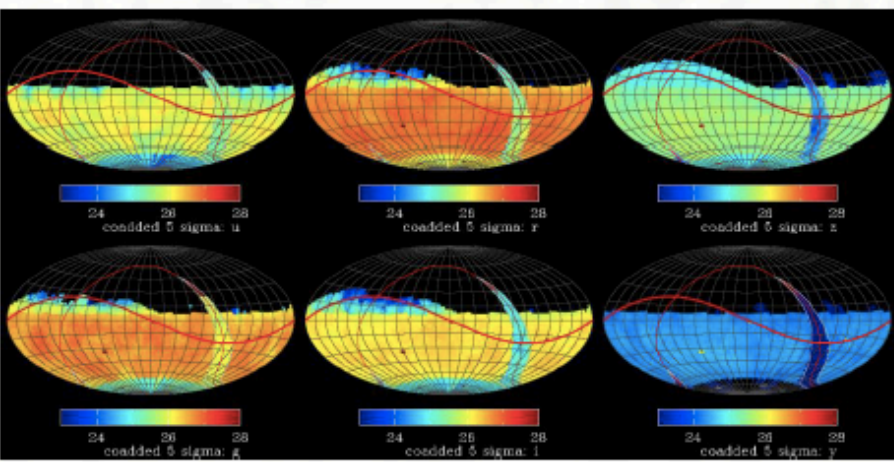 24 26 28
coadded 5 sigma: u
24 26 28
coadded 5 sigma: r
24 26 28
coadded 5 sigma: z
24 26 28
coadded 5 sigma: g
24 26 28
coadded 5 sigma: i
24 26 28
coadded 5 sigma: y